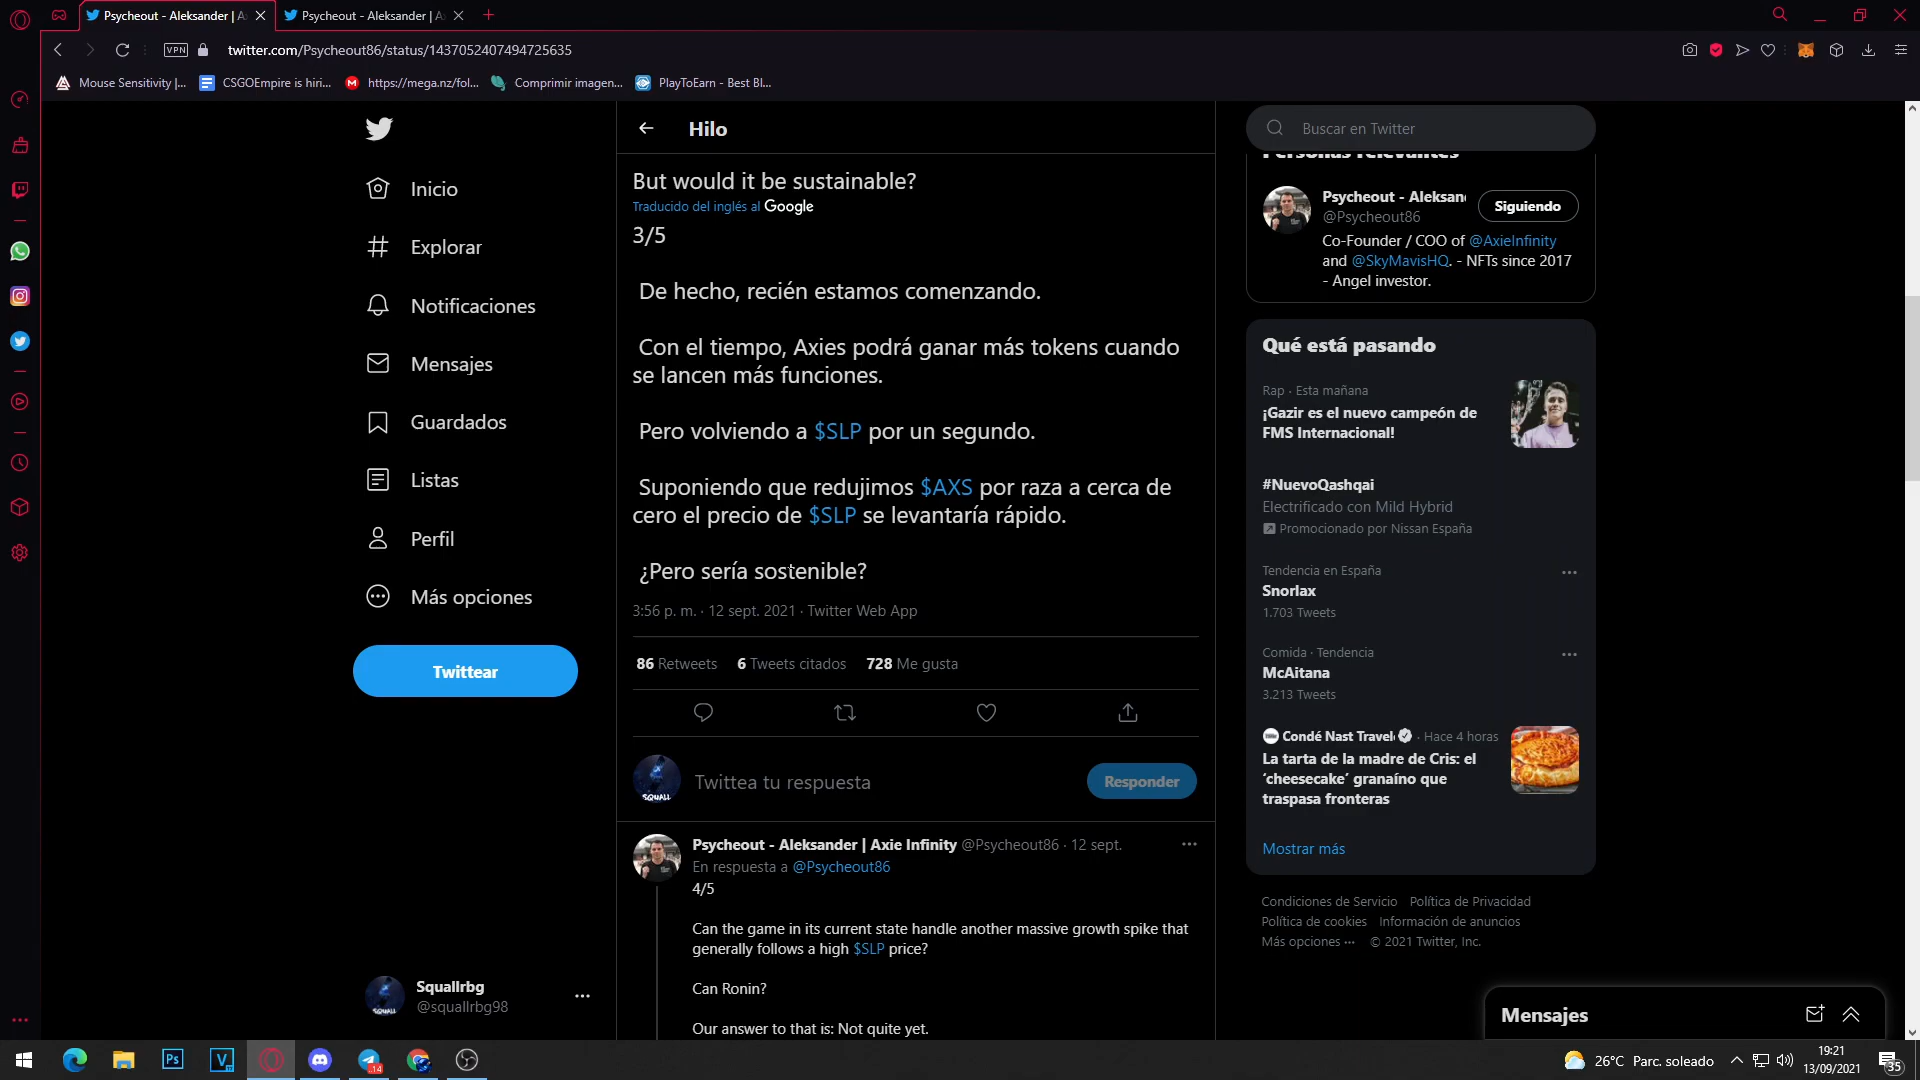 Psycheout - Aleksander | A
Psycheout - Aleksander | A
VPN
twitter.com/Psycheout86/status/1437052407494725635
Mouse Sensitivity |...
CSGOEmpire is hiri...
https://mega.nz/fol...
Comprimir imagen...
PlayToEarn - Best Bl...
Inicio
Explorar
Notificaciones
Mensajes
Guardados
Listas
Perfil
Más opciones
Twittear
Squallrbg
@squallrbg98
Hilo
But would it be sustainable?
Traducido del inglés al Google
3/5
De hecho, recién estamos comenzando.
Con el tiempo, Axies podrá ganar más tokens cuando
se lancen más funciones.
Pero volviendo a $SLP por un segundo.
Suponiendo que redujimos $AXS por raza a cerca de
cero el precio de $SLP se levantaría rápido.
¿Pero sería sostenible?
3:56 p. m. · 12 sept. 2021 · Twitter Web App
86 Retweets 6 Tweets citados 728 Me gusta
SQUALL
Twittea tu respuesta
Responder
Psycheout - Aleksander | Axie Infinity @Psycheout86 · 12 sept.
En respuesta a @Psycheout86
4/5
Can the game in its current state handle another massive growth spike that
generally follows a high $SLP price?
Can Ronin?
Our answer to that is: Not quite yet.
Buscar en Twitter
Personas relevantes
Psycheout - Aleksan
@Psycheout86
Siguiendo
Co-Founder / COO of @AxieInfinity
and @SkyMavisHQ. - NFTs since 2017
- Angel investor.
Qué está pasando
Rap · Esta mañana
¡Gazir es el nuevo campeón de
FMS Internacional!
#NuevoQashqai
Electrificado con Mild Hybrid
Promocionado por Nissan España
Tendencia en España
Snorlax
1.703 Tweets
Comida · Tendencia
McAitana
3.213 Tweets
Condé Nast Travel · Hace 4 horas
La tarta de la madre de Cris: el
‘cheesecake’ granaíno que
traspasa fronteras
Mostrar más
Condiciones de Servicio Política de Privacidad
Política de cookies Información de anuncios
Más opciones ··· © 2021 Twitter, Inc.
Mensajes
Ps
V
14
26°C Parc. soleado
19:21
13/09/2021
35